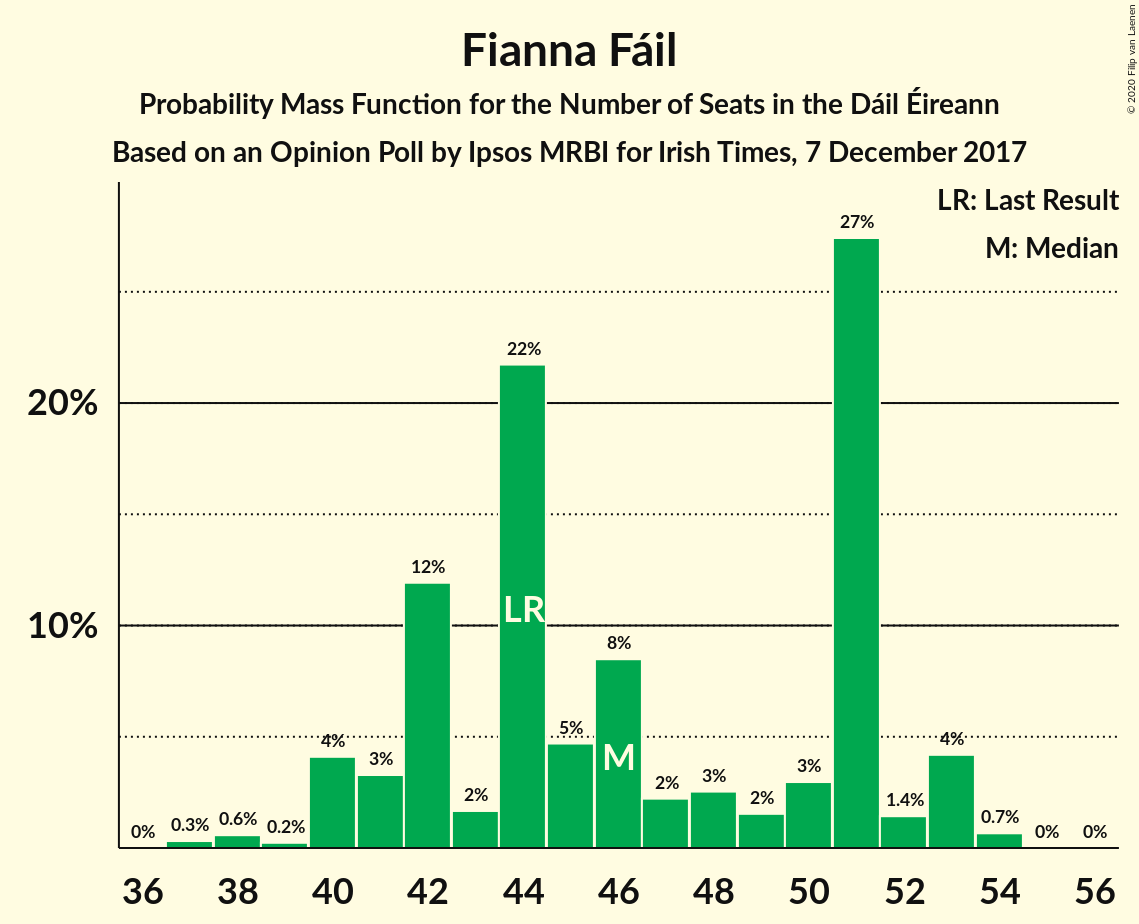 Fianna Fáil
Probability Mass Function for the Number of Seats in the Dáil Éireann
Based on an Opinion Poll by Ipsos MRBI for Irish Times, 7 December 2017
© 2020 Filip van Laenen
LR: Last Result
M: Median
20%
10%
0%
0.3%
0.6%
0.2%
4%
3%
12%
2%
22%
5%
8%
2%
3%
2%
3%
27%
1.4%
4%
0.7%
0%
0%
LR
M
36 38 40 42 44 46 48 50 52 54 56